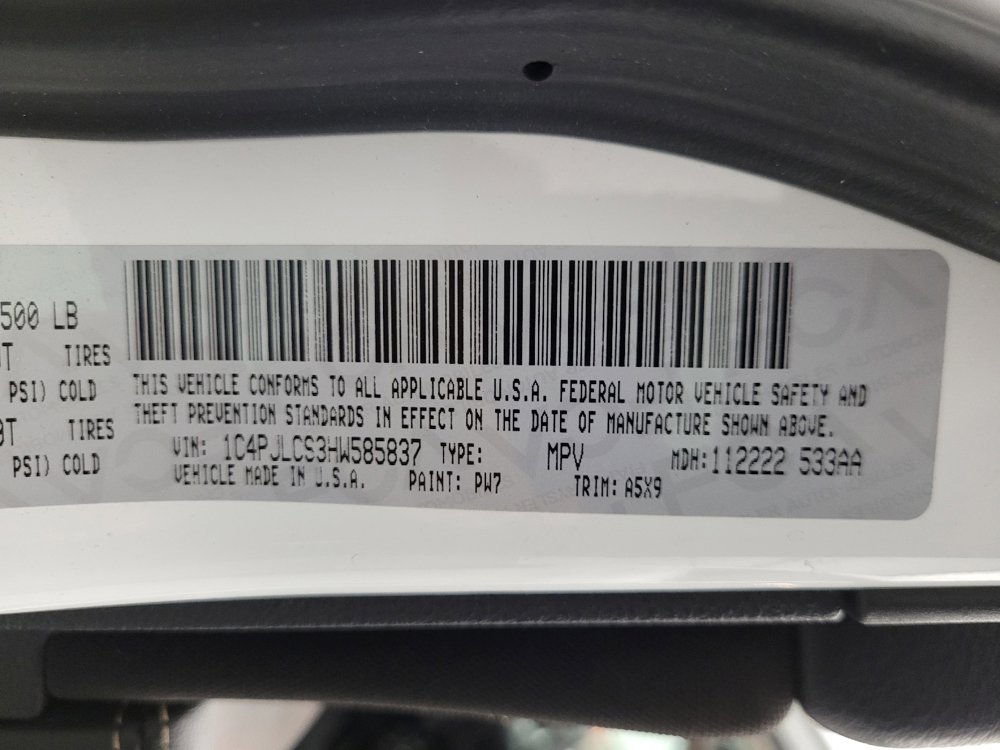 500 LB
TIRES
PSI) COLD
TIRES
PSI) COLD
THIS VEHICLE CONFORMS TO ALL APPLICABLE U.S.A. FEDERAL MOTOR VEHICLE SAFETY AND
THEFT PREVENTION STANDARDS IN EFFECT ON THE DATE OF MANUFACTURE SHOWN ABOVE.
VIN: 1C4PJLCS3HW585837 TYPE: MPV MDH: 112222 533AA
VEHICLE MADE IN U.S.A. PAINT: PW7 TRIM: A5X9